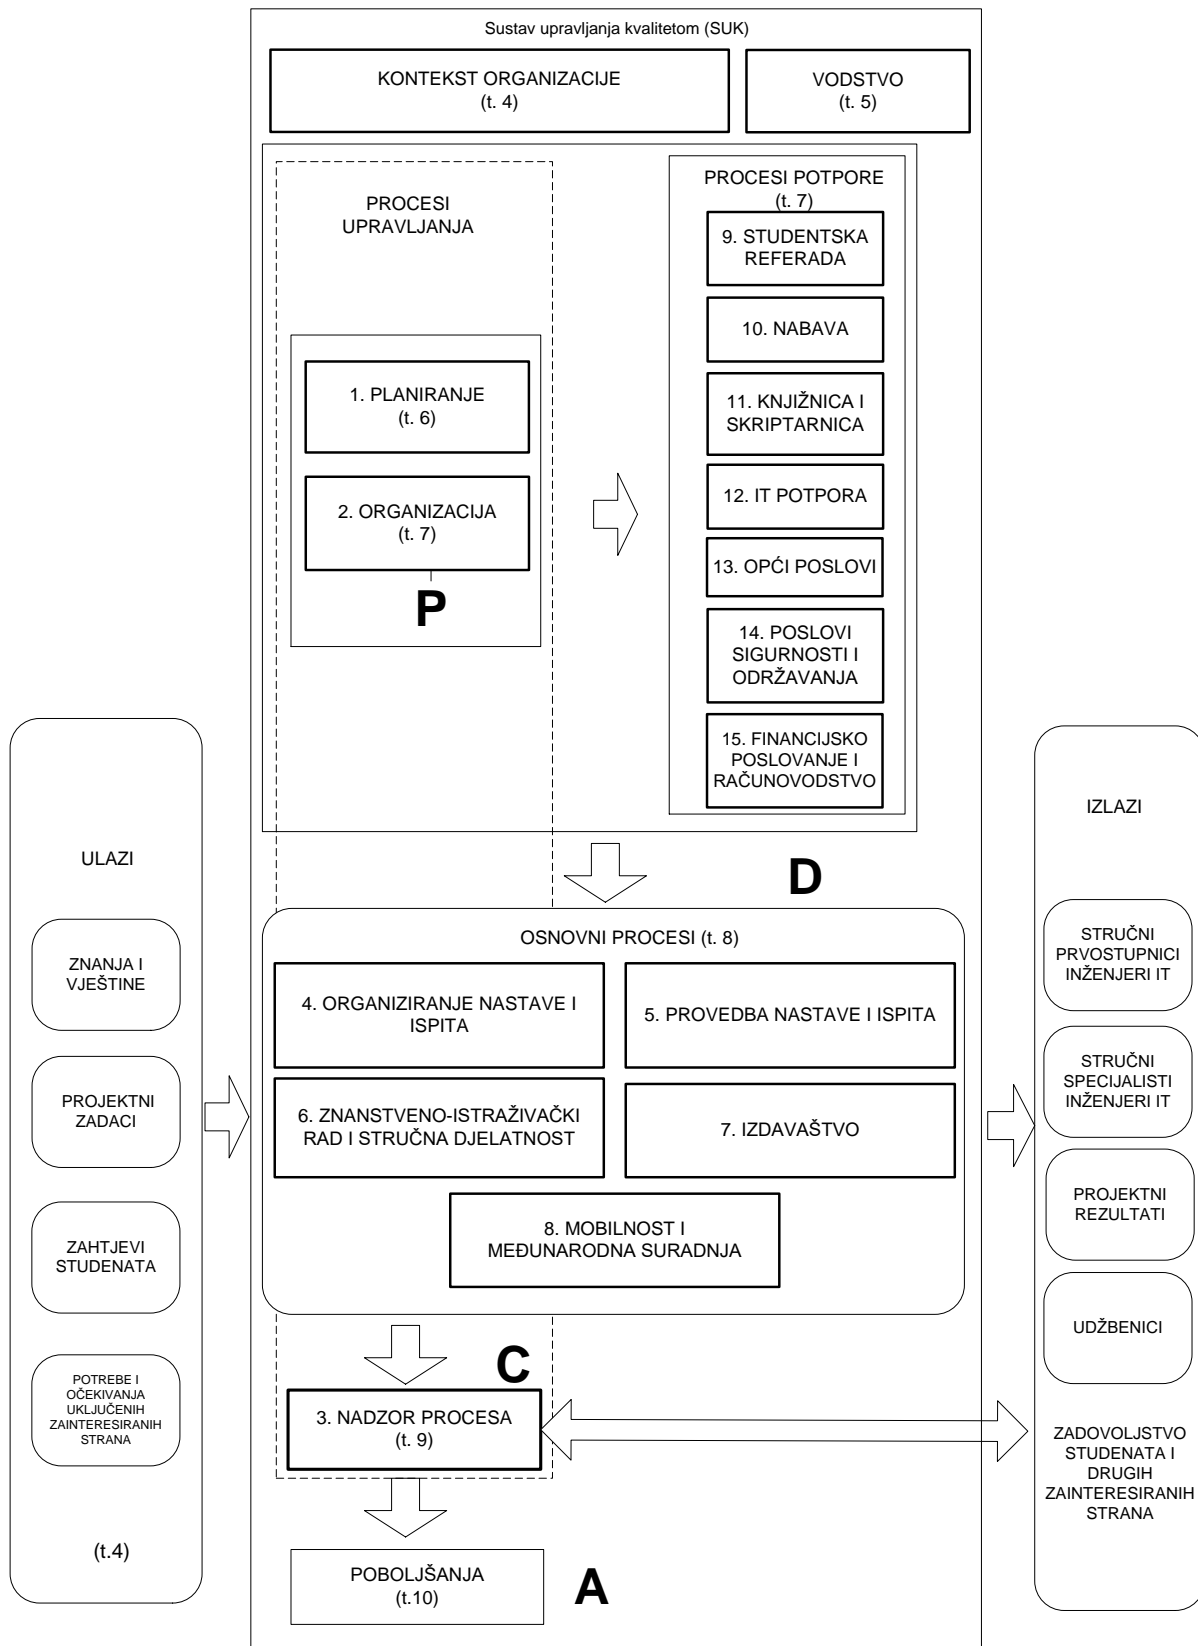 Sustav upravljanja kvalitetom (SUK)
KONTEKST ORGANIZACIJE
(t. 4)
VODSTVO
(t. 5)
PROCESI
UPRAVLJANJA
1. PLANIRANJE
(t. 6)
2. ORGANIZACIJA
(t. 7)
P
PROCESI POTPORE
(t. 7)
9. STUDENTSKA
REFERADA
10. NABAVA
11. KNJIŽNICA I
SKRIPTARNICA
12. IT POTPORA
13. OPĆI POSLOVI
14. POSLOVI
SIGURNOSTI I
ODRŽAVANJA
15. FINANCIJSKO
POSLOVANJE I
RAČUNOVODSTVO
D
ULAZI
ZNANJA I
VJEŠTINE
PROJEKTNI
ZADACI
ZAHTJEVI
STUDENATA
POTREBE I
OČEKIVANJA
UKLJUČENIH
ZAINTERESIRANIH
STRANA
(t.4)
OSNOVNI PROCESI (t. 8)
4. ORGANIZIRANJE NASTAVE I
ISPITA
5. PROVEDBA NASTAVE I ISPITA
6. ZNANSTVENO-ISTRAŽIVAČKI
RAD I STRUČNA DJELATNOST
7. IZDAVAŠTVO
8. MOBILNOST I
MEĐUNARODNA SURADNJA
C
3. NADZOR PROCESA
(t. 9)
POBOLJŠANJA
(t.10)
A
IZLAZI
STRUČNI
PRVOSTUPNICI
INŽENJERI IT
STRUČNI
SPECIJALISTI
INŽENJERI IT
PROJEKTNI
REZULTATI
UDŽBENICI
ZADOVOLJSTVO
STUDENATA I
DRUGIH
ZAINTERESIRANIH
STRANA